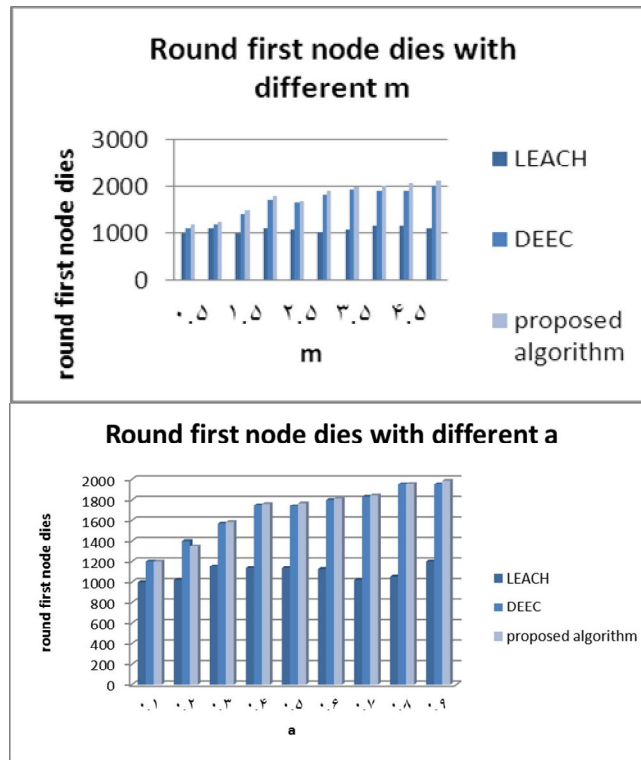 Round first node dies with
different m
round first node dies
3000
2000
1000
0
۰.۵ ۱.۵ ۲.۵ ۳.۵ ۴.۵
m
LEACH
DEEC
proposed
algorithm
Round first node dies with different a
round first node dies
2000
1800
1600
1400
1200
1000
800
600
400
200
0
۰.۱ ۰.۲ ۰.۳ ۰.۴ ۰.۵ ۰.۶ ۰.۷ ۰.۸ ۰.۹
a
LEACH
DEEC
proposed algorithm